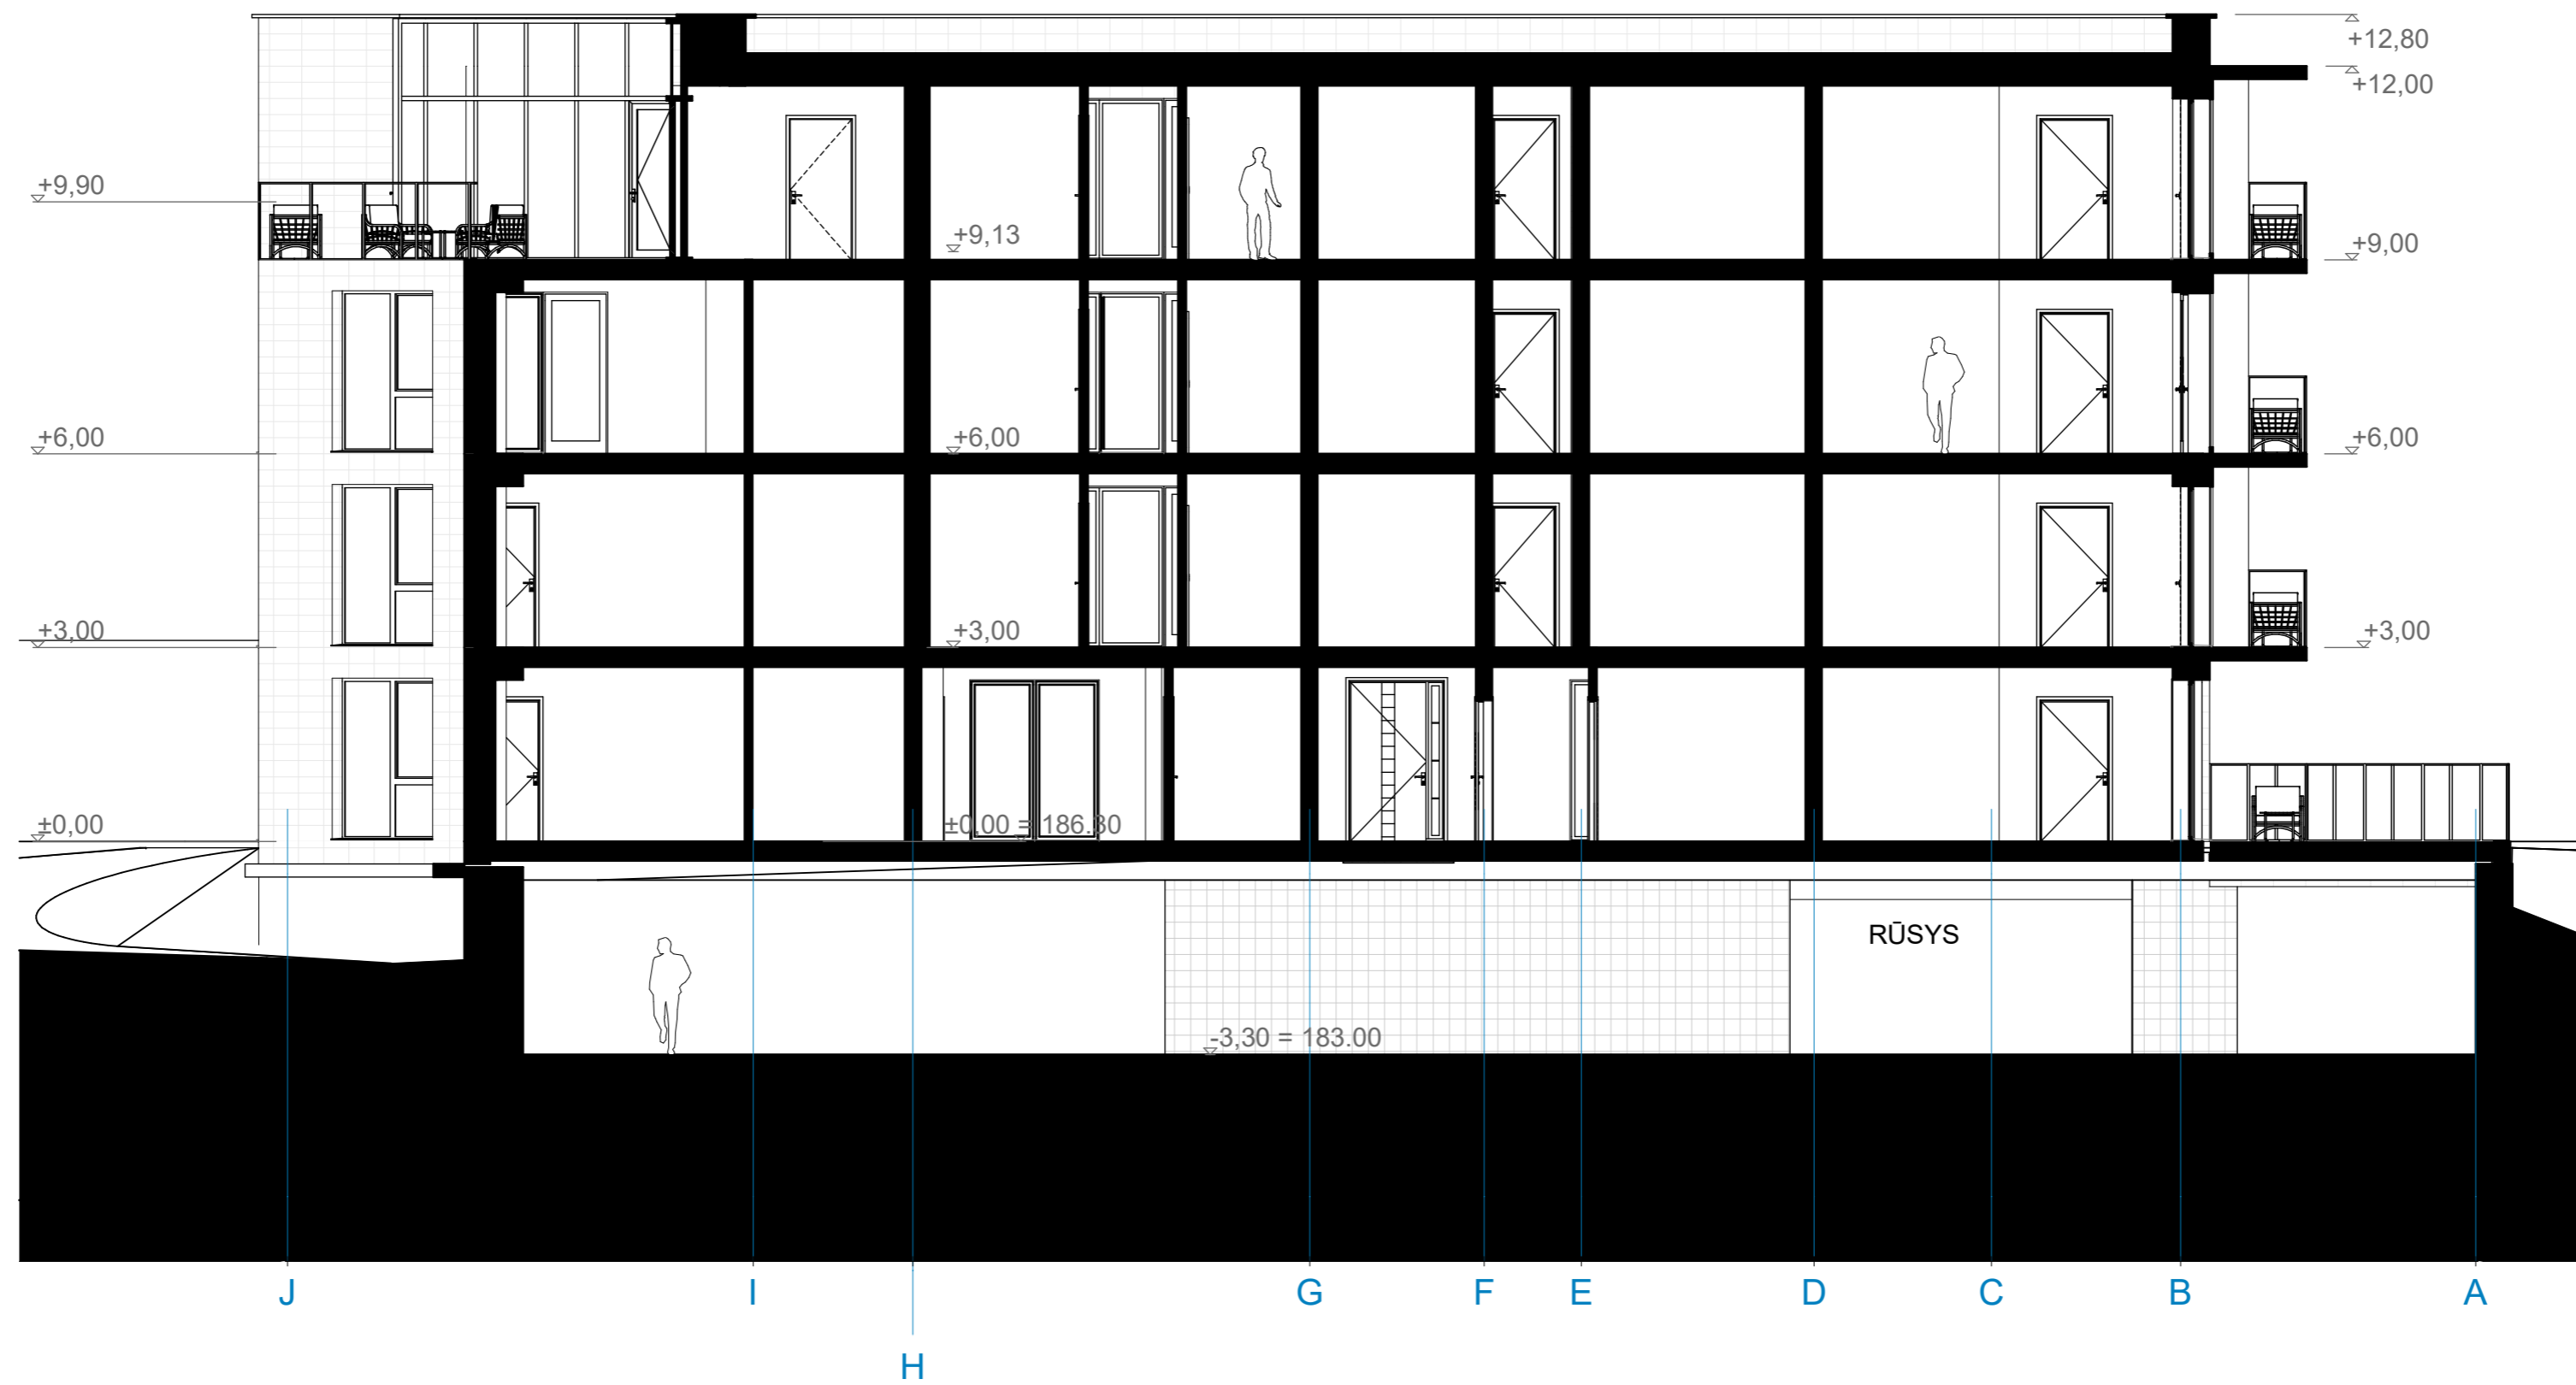 +12,80
+12,00
+9,90
+9,13
+9,00
+6,00
+6,00
+6,00
+3,00
+3,00
+3,00
±0,00
±0,00 = 186.30
RŪSYS
-3,30 = 183.00
J
I
G
F
E
D
C
B
A
H